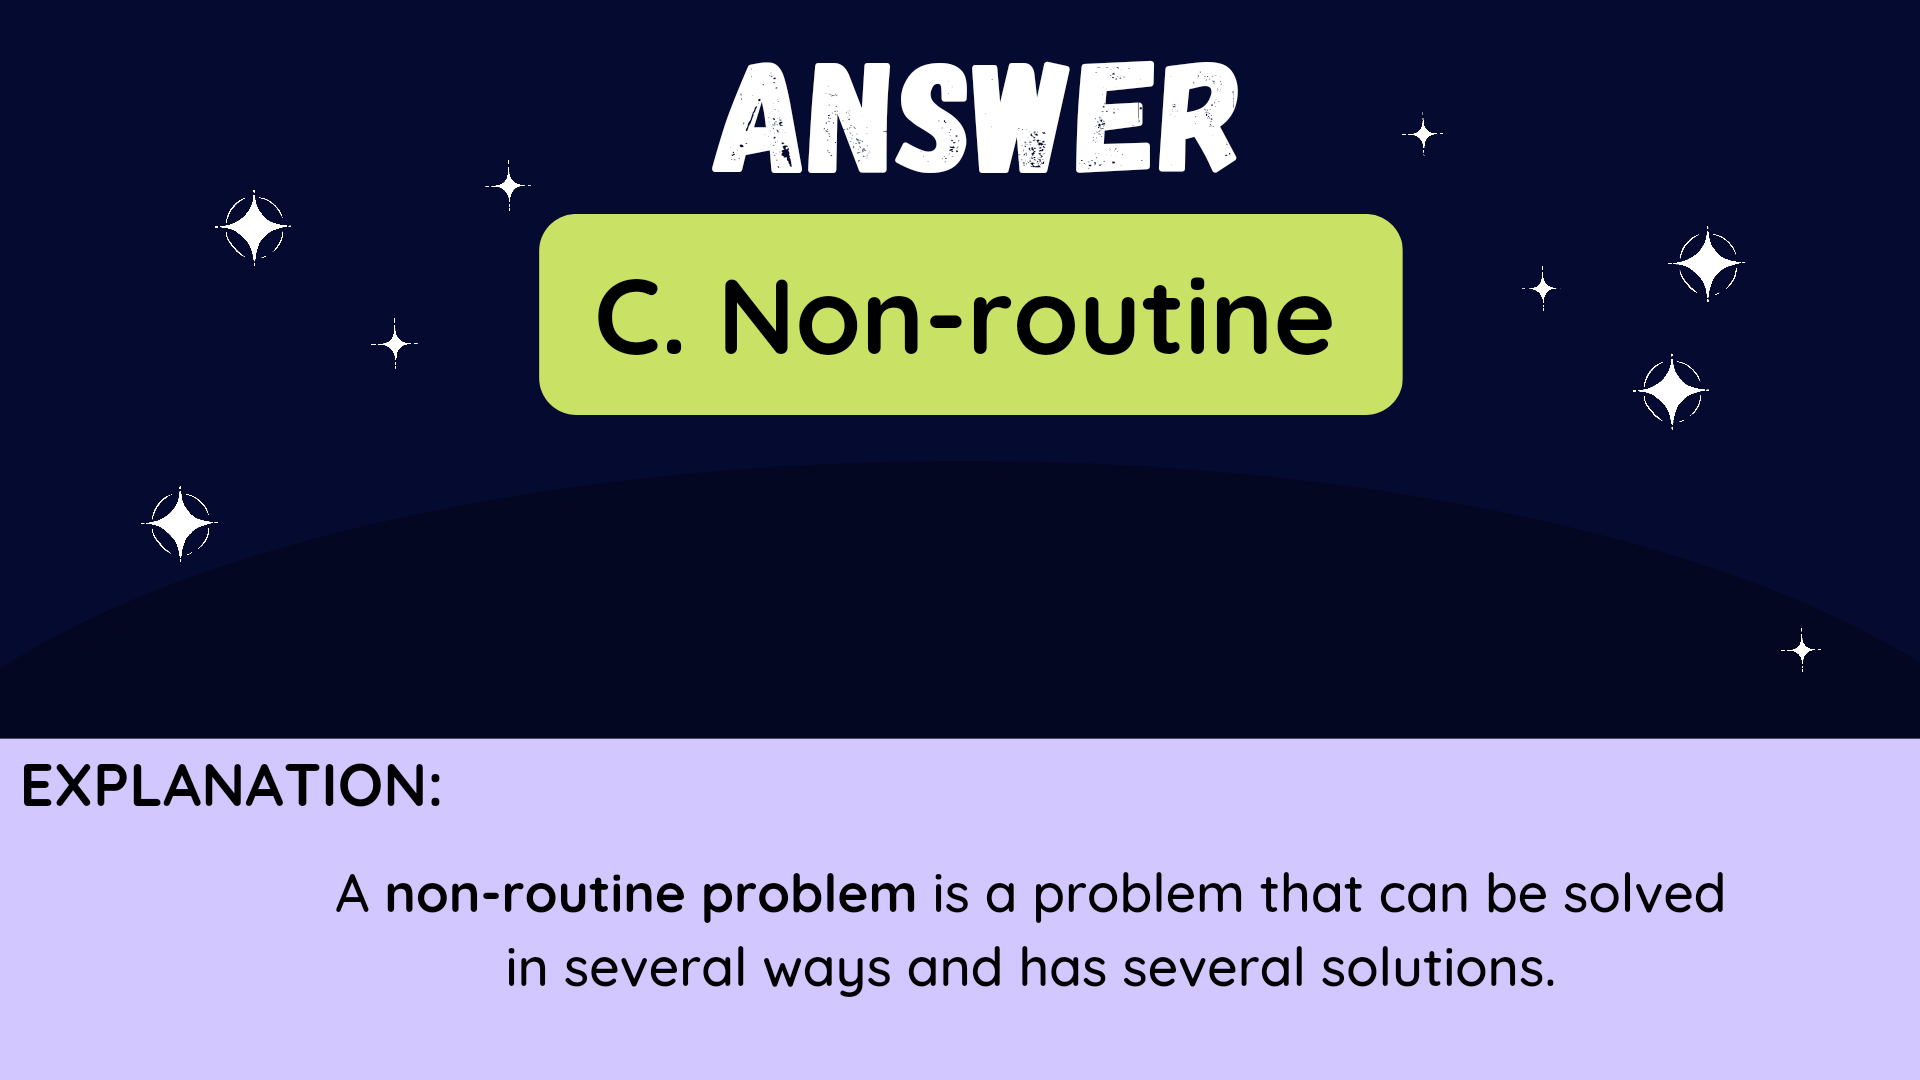 ANSWER
C. Non-routine
EXPLANATION:
A non-routine problem is a problem that can be solved
in several ways and has several solutions.